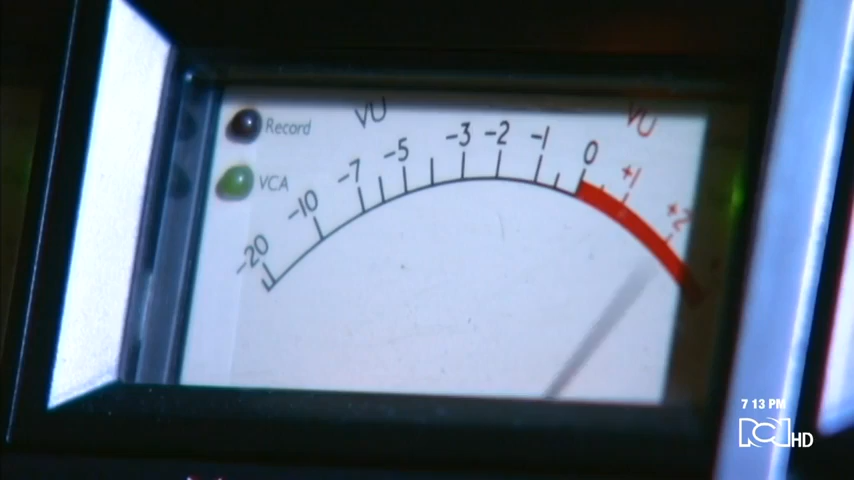 Record
VU
VU
VCA
-20
-10
-7
-5
-3
-2
-1
0
+1
+2
7 13 PM
RCN HD